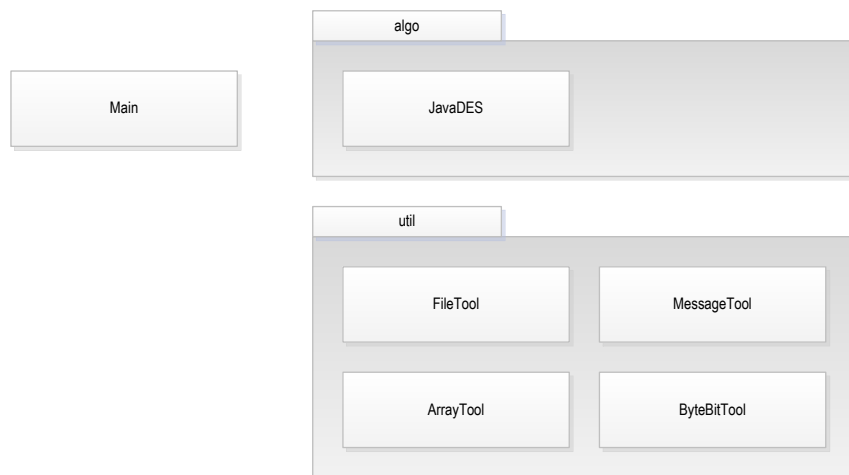 algo
Main
JavaDES
util
FileTool
MessageTool
ArrayTool
ByteBitTool